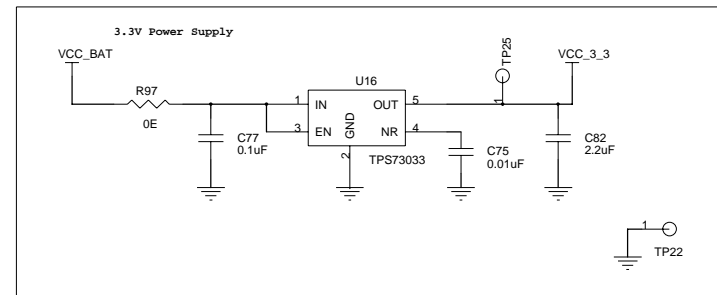 3.3V Power Supply
VCC_BAT
TP25
VCC_3_3
R97
0E
U16
1
IN
OUT
5
1
3
EN
GND
NR
4
2
TPS73033
C77
0.1uF
C75
0.01uF
C82
2.2uF
1
TP22